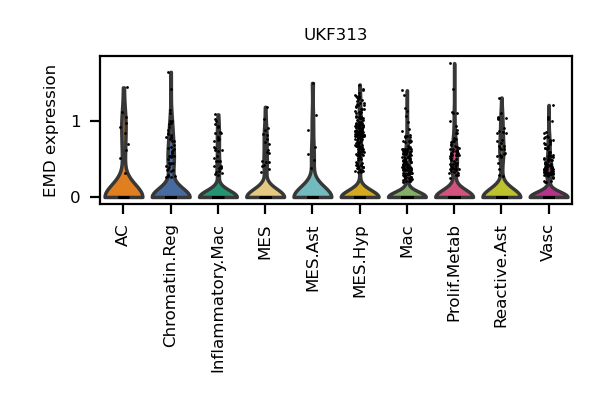 UKF313
EMD expression
1
0
AC
Chromatin.Reg
Inflammatory.Mac
MES
MES.Ast
MES.Hyp
Mac
Prolif.Metab
Reactive.Ast
Vasc